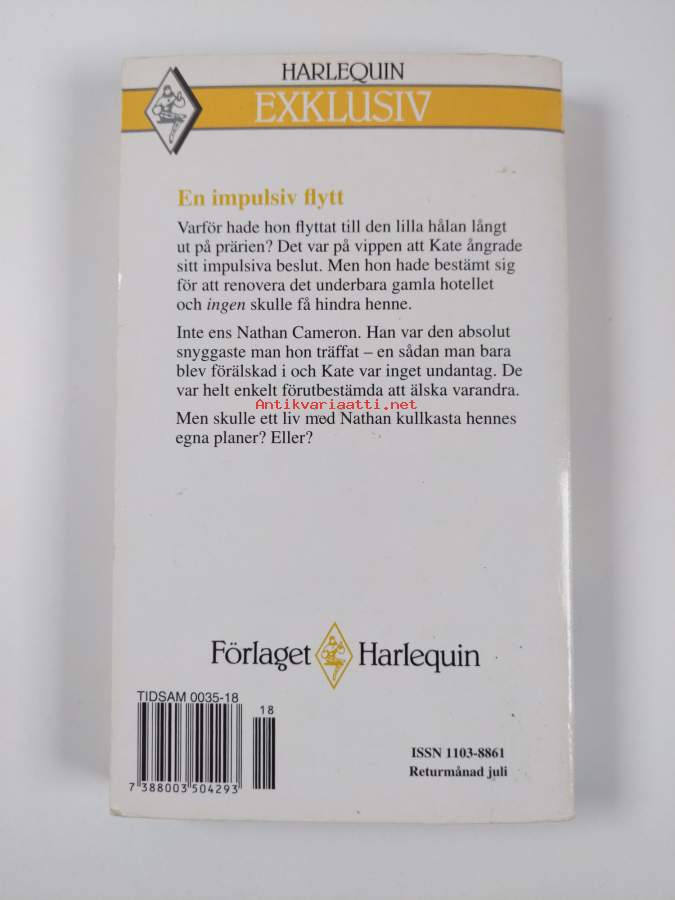 HARLEQUIN
EXKLUSIV
En impulsiv flytt
Varför hade hon flyttat till den lilla hålan långt
ut på prärien? Det var på vippen att Kate ångrade
sitt impulsiva beslut. Men hon hade bestämt sig
för att renovera det underbara gamla hotellet
och ingen skulle få hindra henne.
Inte ens Nathan Cameron. Han var den absolut
snyggaste man hon träffat – en sådan man bara
blev förälskad i och Kate var inget undantag. De
var helt enkelt förutbestämda att älska varandra.
Antikvariaatti.net
Men skulle ett liv med Nathan kullkasta hennes
egna planer? Eller?
Förlaget Harlequin
TIDSAM 0035-18
18
7 388003 504293
ISSN 1103-8861
Returmånad juli